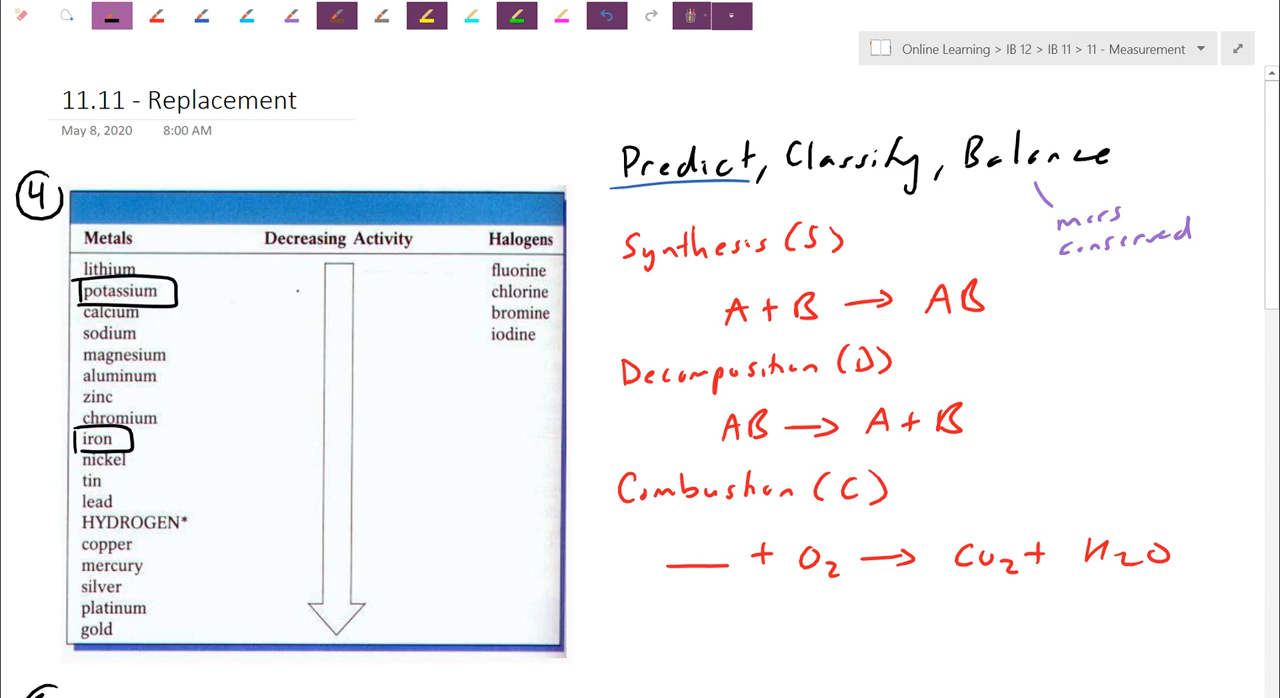 Online Learning > IB 12 > IB 11 > 11 - Measurement
11.11 - Replacement
May 8, 2020 8:00 AM
4
Metals Decreasing Activity Halogens
lithium fluorine
potassium chlorine
calcium bromine
sodium iodine
magnesium
aluminum
zinc
chromium
iron
nickel
tin
lead
HYDROGEN*
copper
mercury
silver
platinum
gold
Predict, Classify, Balance
mass
conserved
Synthesis (S)
A + B → AB
Decomposition (D)
AB → A + B
Combustion (C)
___ + O₂ → CO₂ + H₂O